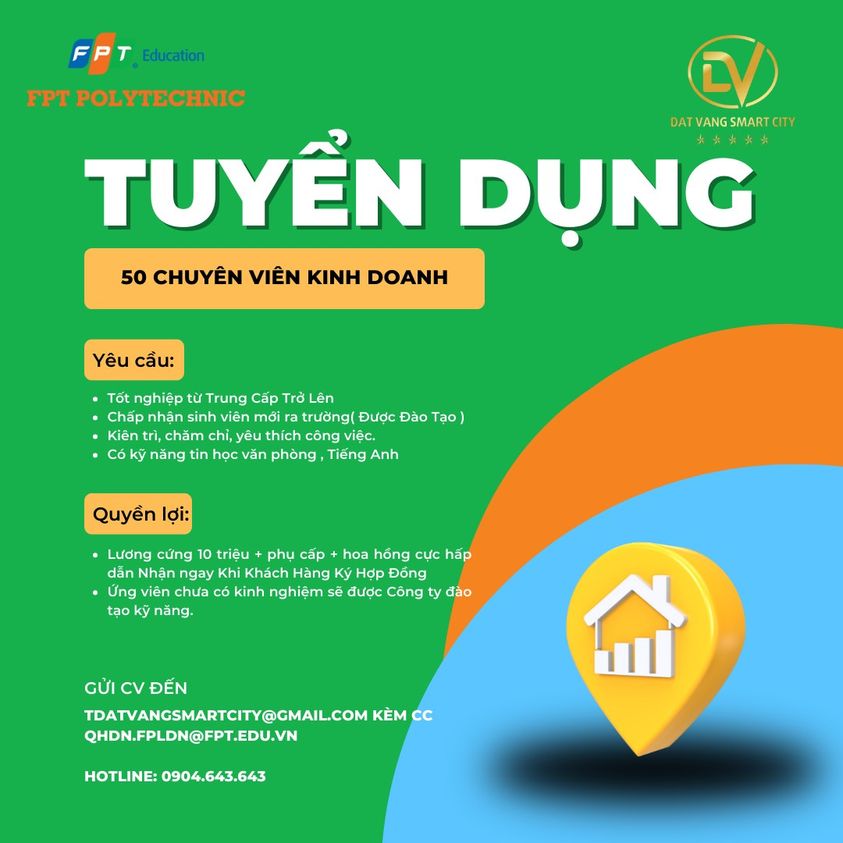 FPT Education
FPT POLYTECHNIC
DV
DAT VANG SMART CITY
TUYỂN DỤNG
50 CHUYÊN VIÊN KINH DOANH
Yêu cầu:
Tốt nghiệp từ Trung Cấp Trở Lên
Chấp nhận sinh viên mới ra trường( Được Đào Tạo )
Kiên trì, chăm chỉ, yêu thích công việc.
Có kỹ năng tin học văn phòng , Tiếng Anh
Quyền lợi:
Lương cứng 10 triệu + phụ cấp + hoa hồng cực hấp
dẫn Nhận ngay Khi Khách Hàng Ký Hợp Đồng
Ứng viên chưa có kinh nghiệm sẽ được Công ty đào
tạo kỹ năng.
GỬI CV ĐẾN
TDATVANGSMARTCITY@GMAIL.COM KÈM CC
QHDN.FPLDN@FPT.EDU.VN
HOTLINE: 0904.643.643